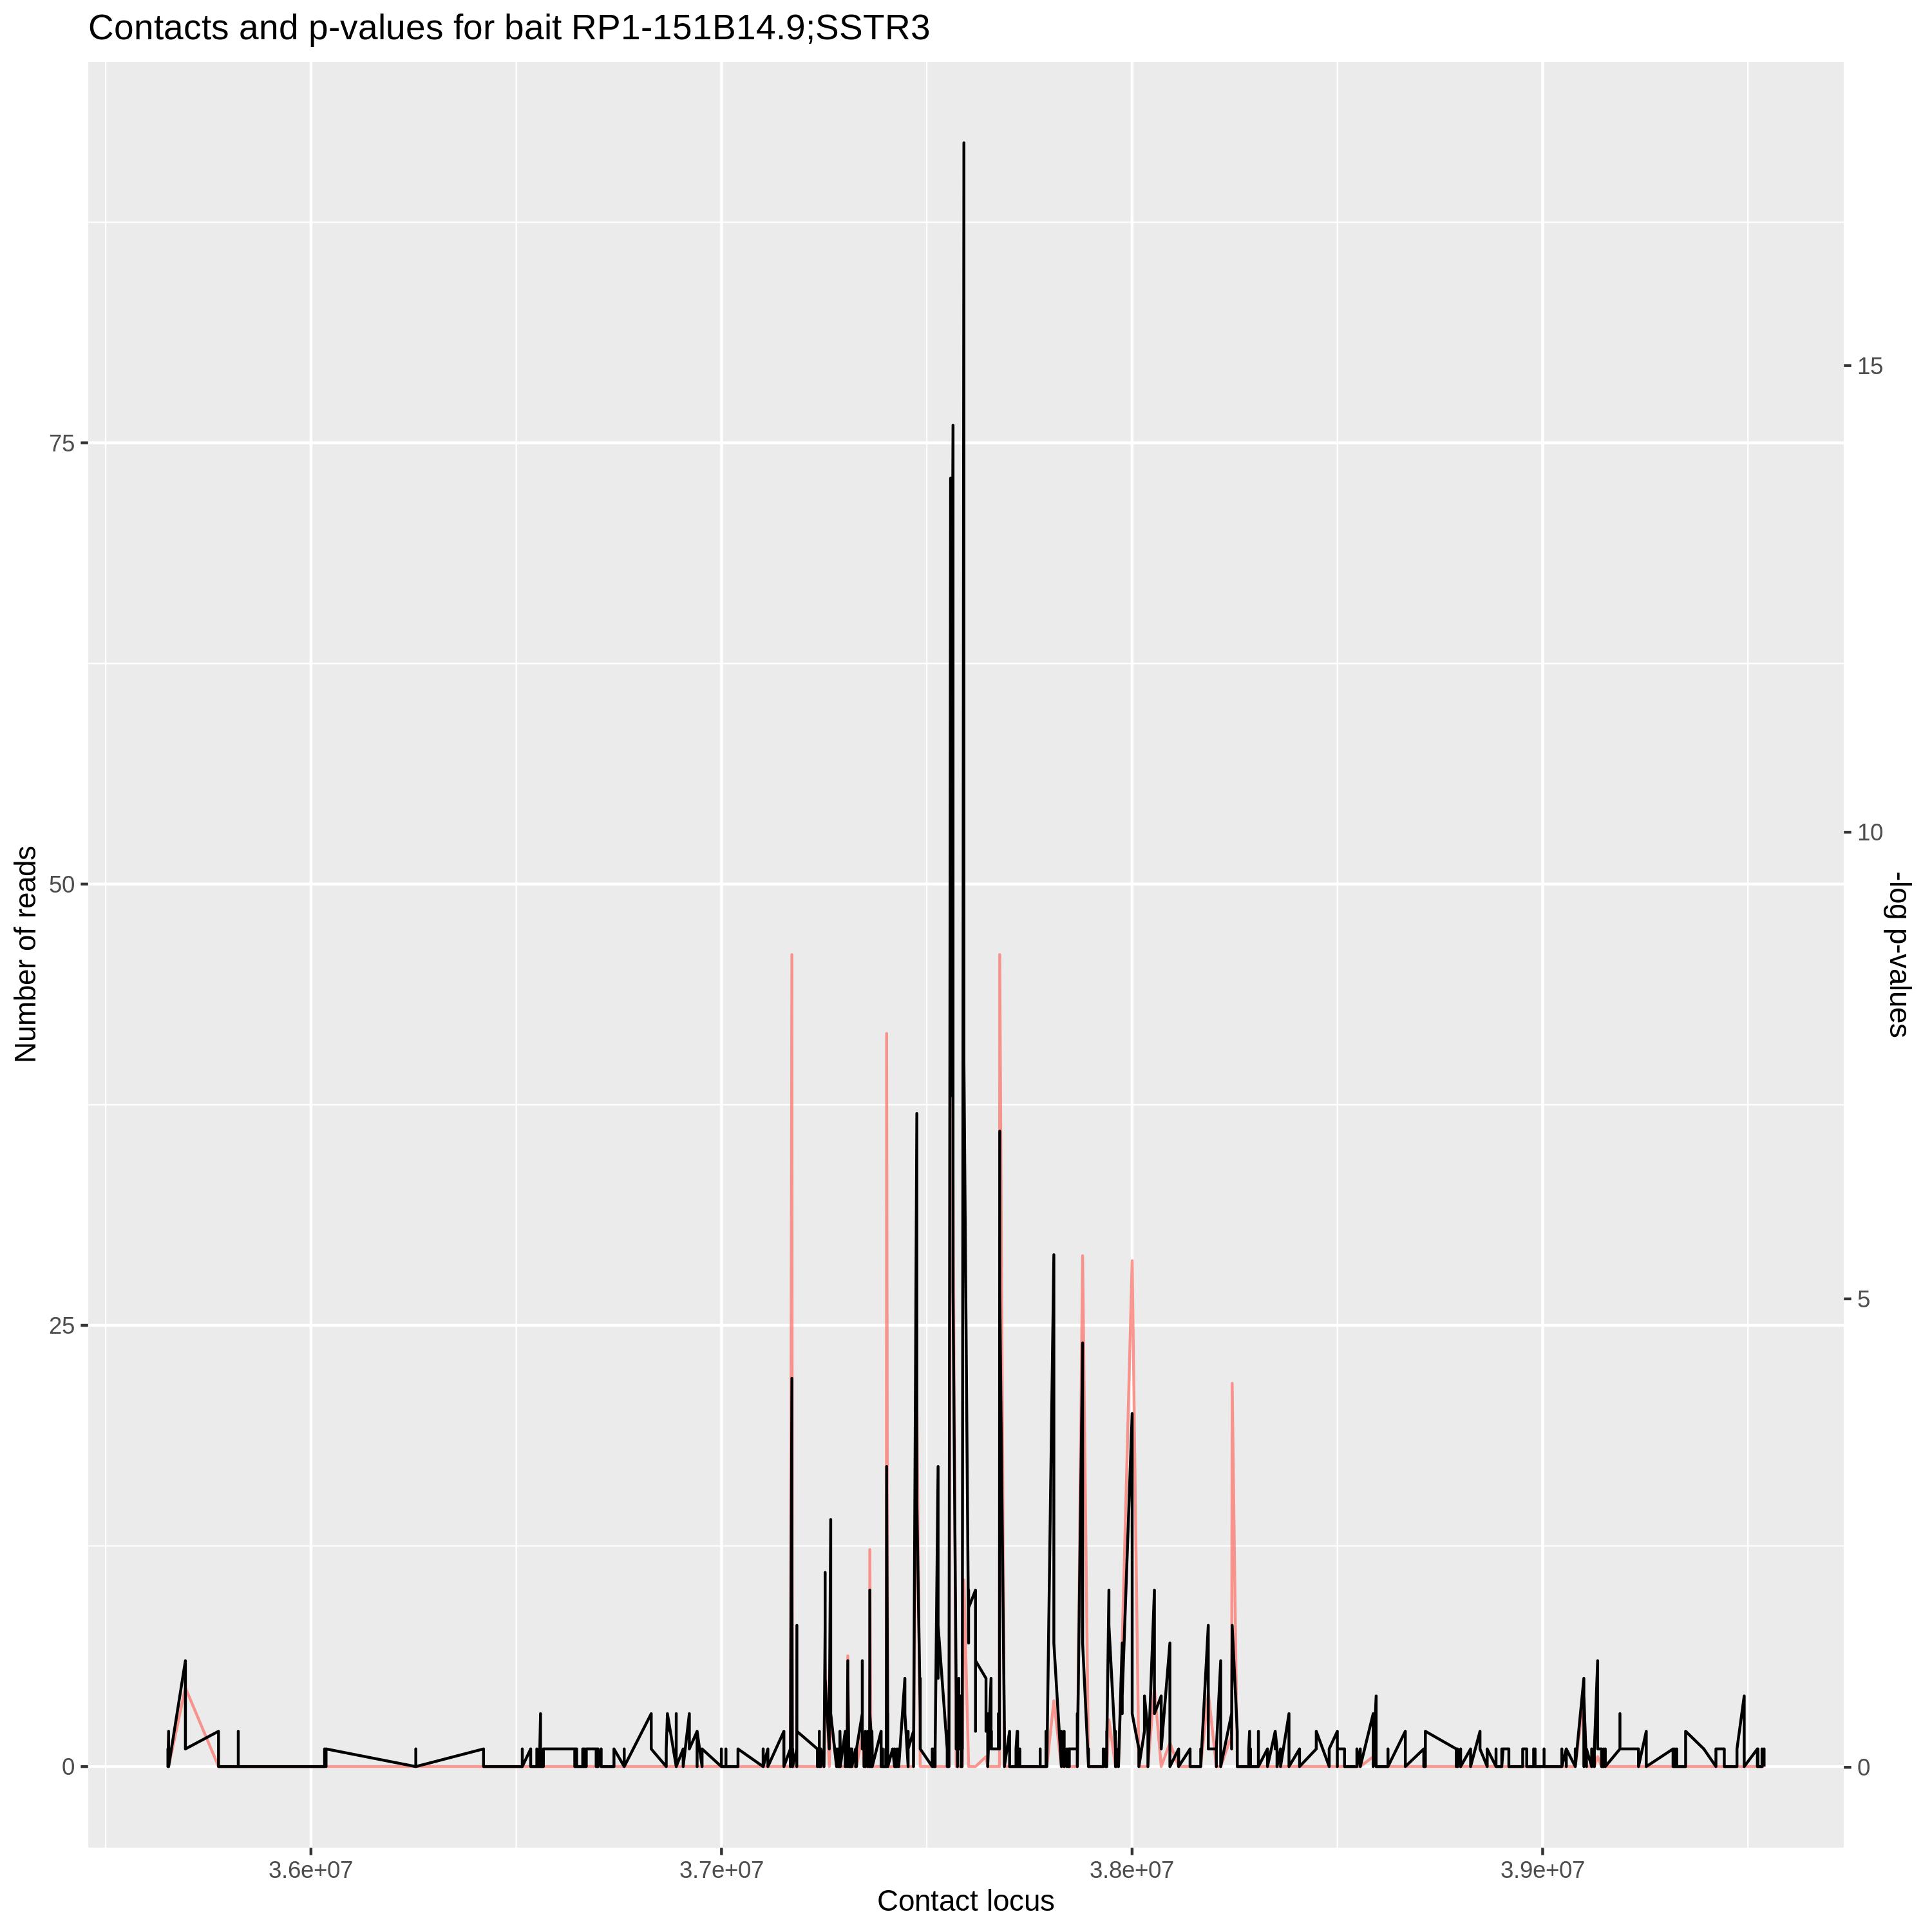 Contacts and p-values for bait RP1-151B14.9;SSTR3
75
50
25
0
Number of reads
15
10
5
0
-log p-values
3.6e+07 3.7e+07 3.8e+07 3.9e+07
Contact locus